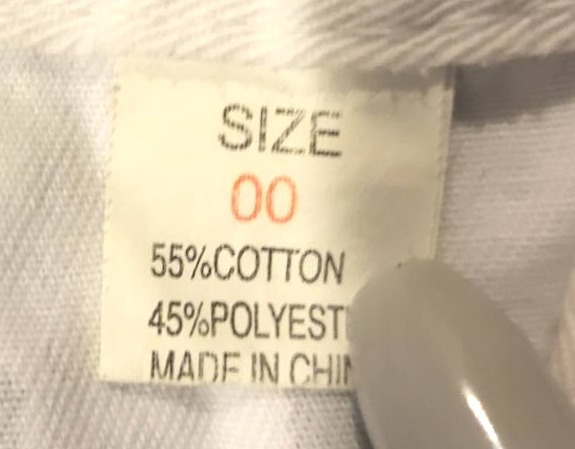 SIZE
00
55%COTTON
45%POLYEST
MADE IN CHIN